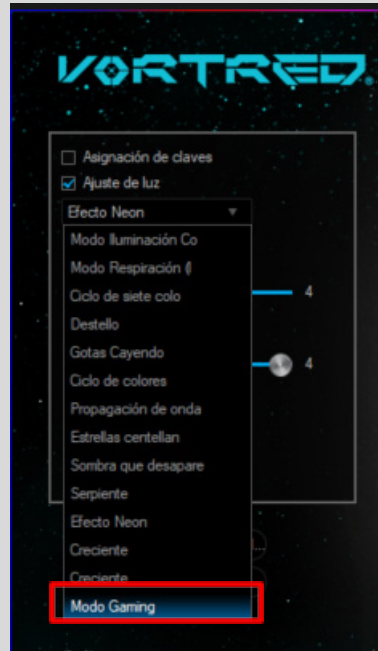 VORTRED.
Asignación de claves
Ajuste de luz
Efecto Neon
Modo Iluminación Co
Modo Respiración (l
Ciclo de siete colo
4
Destello
Gotas Cayendo
4
Ciclo de colores
Propagación de onda
Estrellas centellan
Sombra que desapare
Serpiente
Efecto Neon
Creciente
Creciente
Modo Gaming